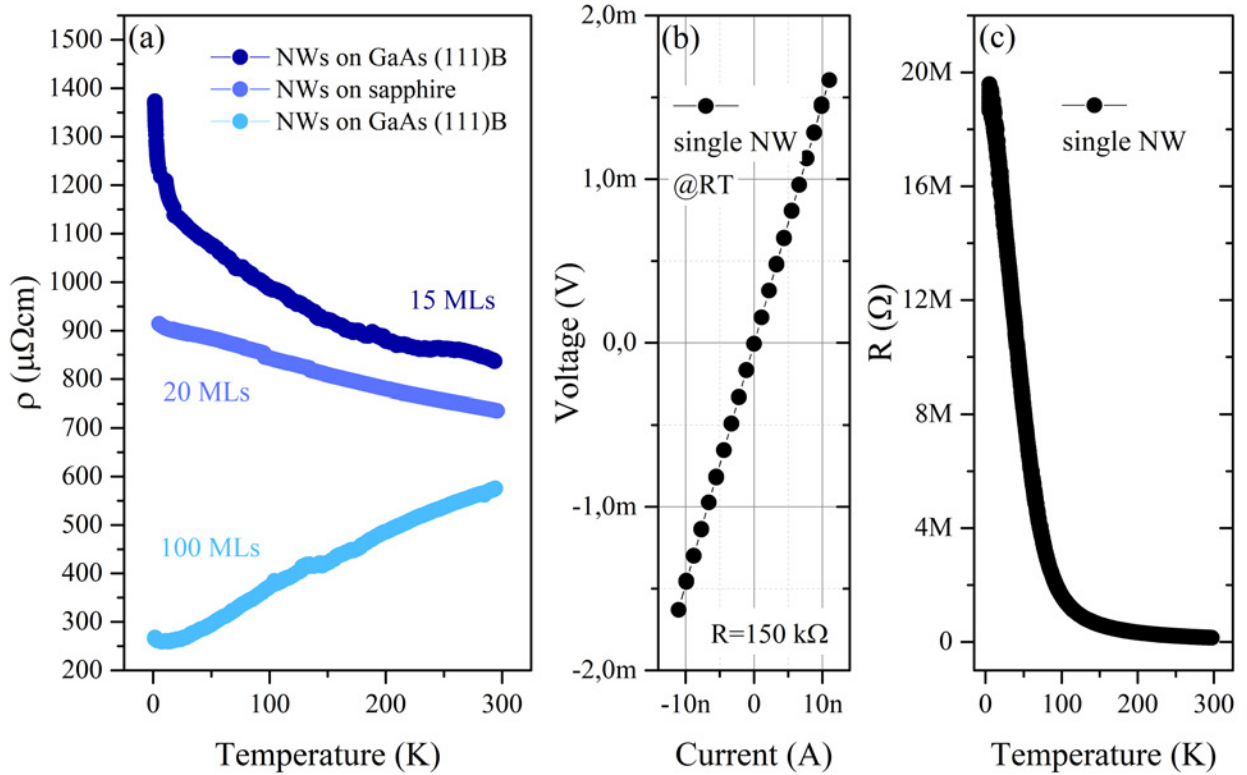 (a)
NWs on GaAs (111)B
NWs on sapphire
NWs on GaAs (111)B
15 MLs
20 MLs
100 MLs
1500
1400
1300
1200
1100
1000
900
800
700
600
500
400
300
200
ρ (μΩcm)
0
100
200
300
Temperature (K)
(b)
single NW
@RT
R=150 kΩ
2,0m
1,0m
0,0
-1,0m
-2,0m
Voltage (V)
-10n
0
10n
Current (A)
(c)
single NW
20M
16M
12M
8M
4M
0
R (Ω)
0
100
200
300
Temperature (K)